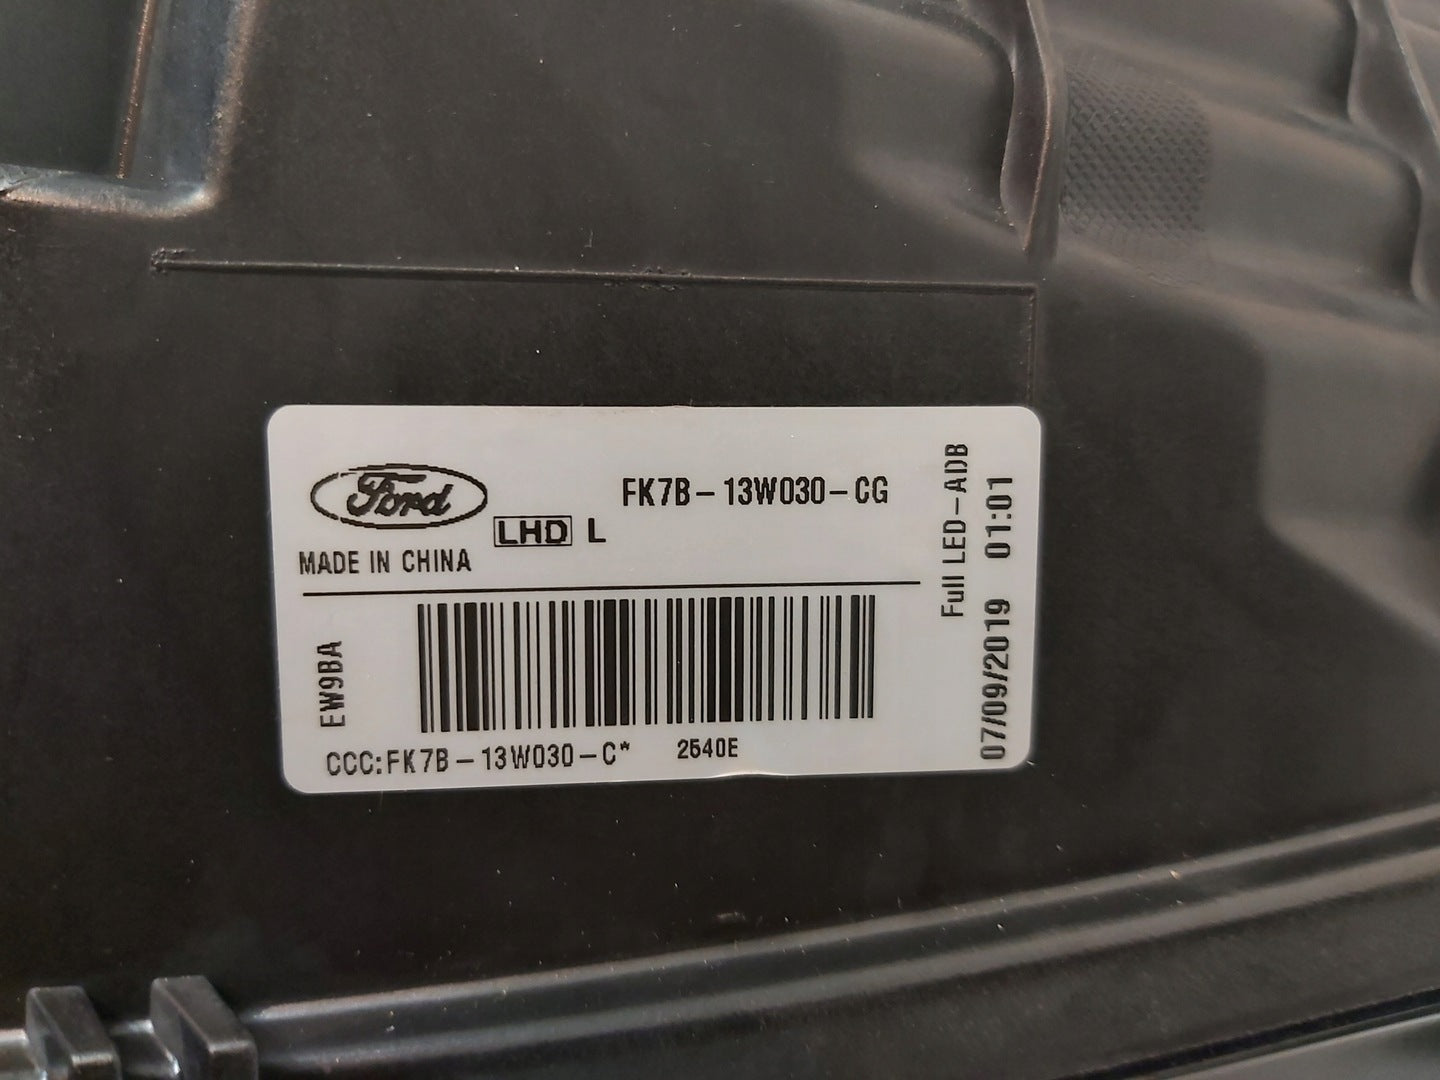 Ford
FK7B-13W030-CG
LHD L
MADE IN CHINA
EW9BA
CCC:FK7B-13W030-C* 2540E
Full LED-ADB
07/09/2019 01:01